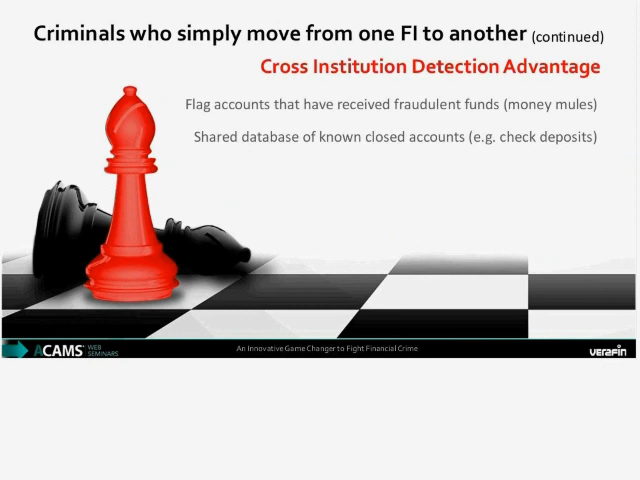 Criminals who simply move from one FI to another (continued)
Cross Institution Detection Advantage
Flag accounts that have received fraudulent funds (money mules)
Shared database of known closed accounts (e.g. check deposits)
ACAMS WEB
SEMINARS
An Innovative Game Changer to Fight Financial Crime
verafin